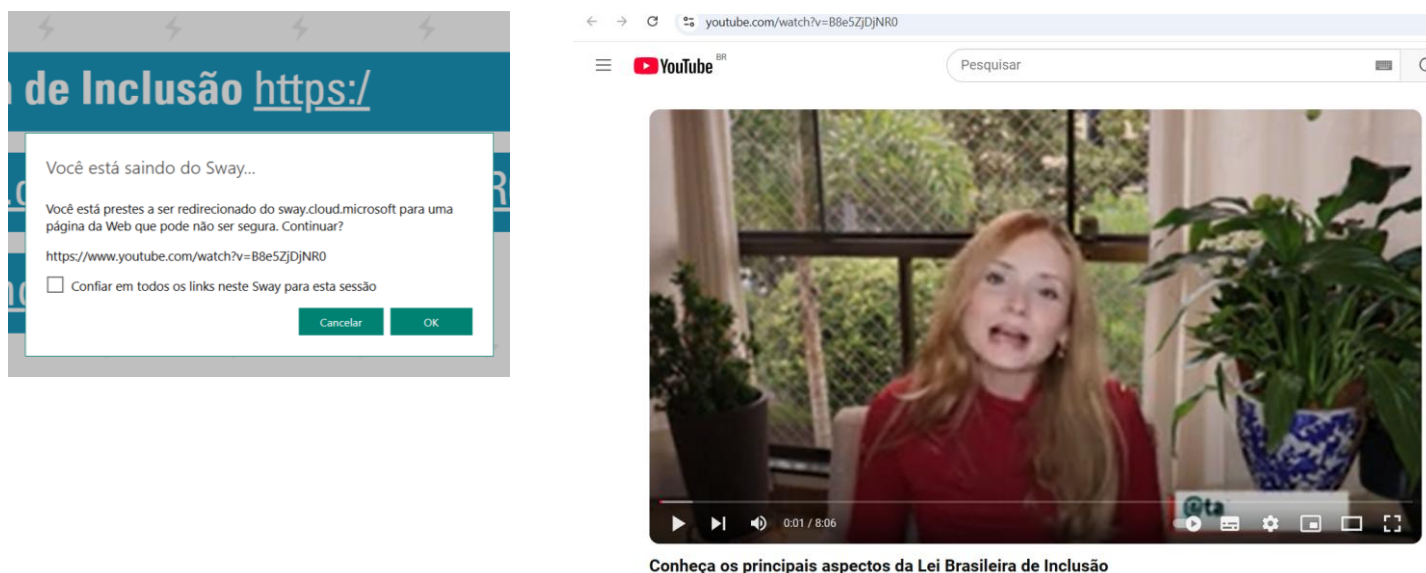 de Inclusão https:/
Você está saindo do Sway...
Você está prestes a ser redirecionado do sway.cloud.microsoft para uma
página da Web que pode não ser segura. Continuar?
https://www.youtube.com/watch?v=B8e5ZjDjNR0
Confiar em todos os links neste Sway para esta sessão
Cancelar OK
youtube.com/watch?v=B8e5ZjDjNR0
YouTube BR
Pesquisar
@ta
0:01 / 8:06
Conheça os principais aspectos da Lei Brasileira de Inclusão